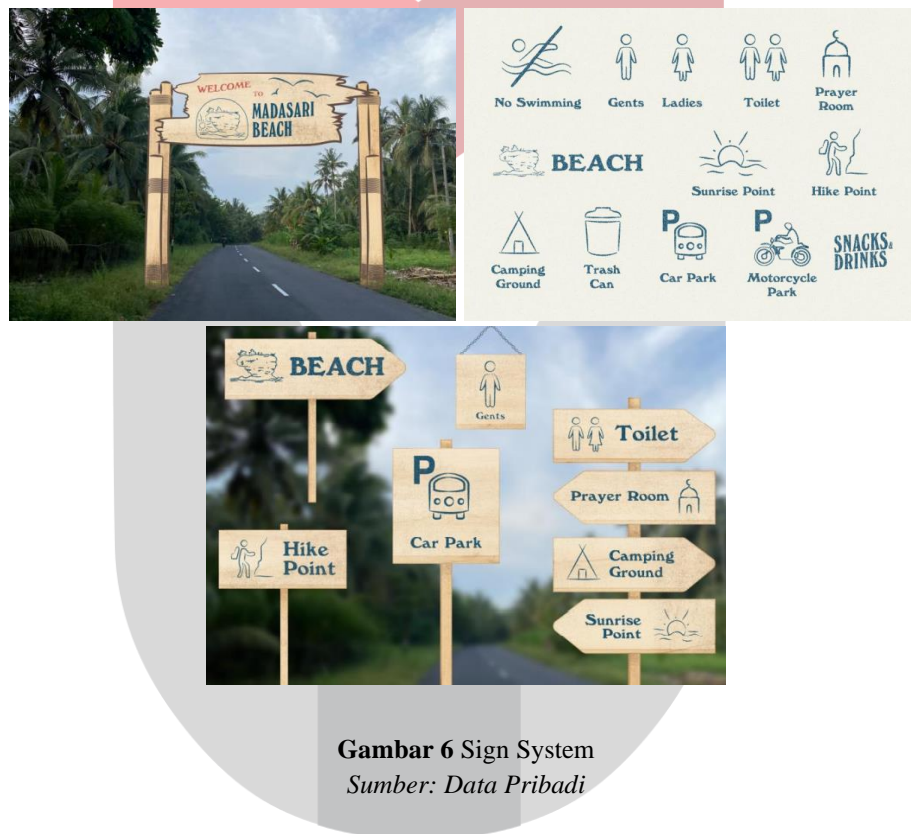 WELCOME
TO
MADASARI
BEACH
No Swimming
Gents
Ladies
Toilet
Prayer
Room
BEACH
Sunrise Point
Hike Point
Camping
Ground
Trash
Can
P
Car Park
P
Motorcycle
Park
SNACKS &
DRINKS
BEACH
Gents
Hike
Point
P
Car Park
Toilet
Prayer Room
Camping
Ground
Sunrise
Point
Gambar 6 Sign System
Sumber: Data Pribadi